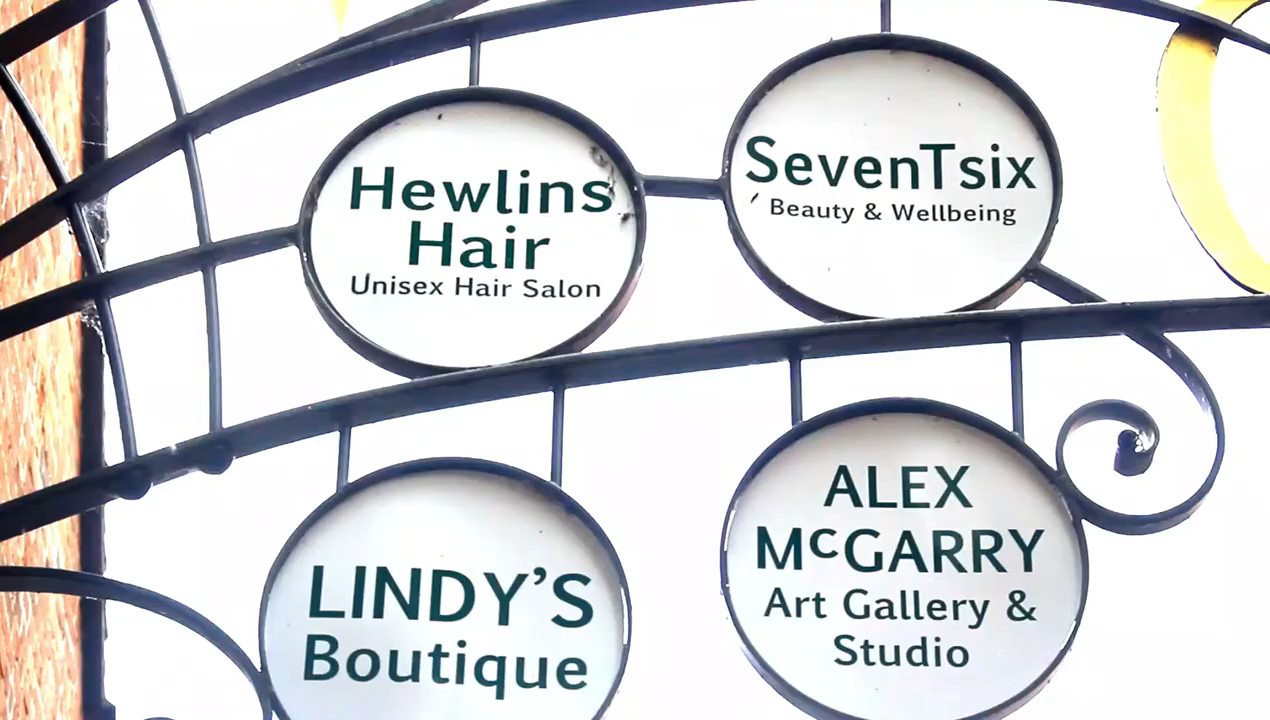 Hewlins
Hair
Unisex Hair Salon
SevenTsix
Beauty & Wellbeing
LINDY'S
Boutique
ALEX
McGARRY
Art Gallery &
Studio